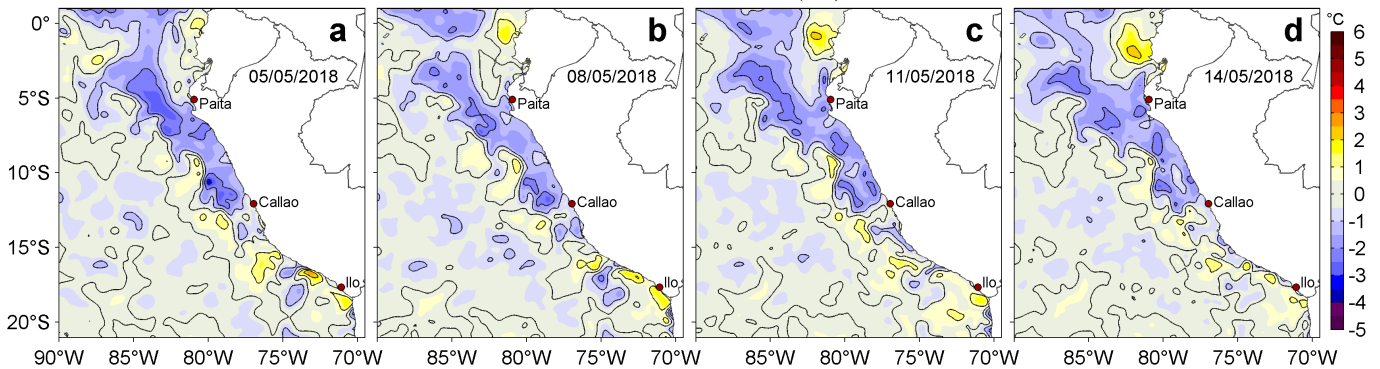 0°
5°S
10°S
15°S
20°S
a
05/05/2018
Paita
Callao
Ilo
90°W 85°W 80°W 75°W 70°W
b
08/05/2018
Paita
Callao
Ilo
85°W 80°W 75°W 70°W
c
11/05/2018
Paita
Callao
Ilo
85°W 80°W 75°W 70°W
d
14/05/2018
Paita
Callao
Ilo
85°W 80°W 75°W 70°W
°C
6
5
4
3
2
1
0
-1
-2
-3
-4
-5